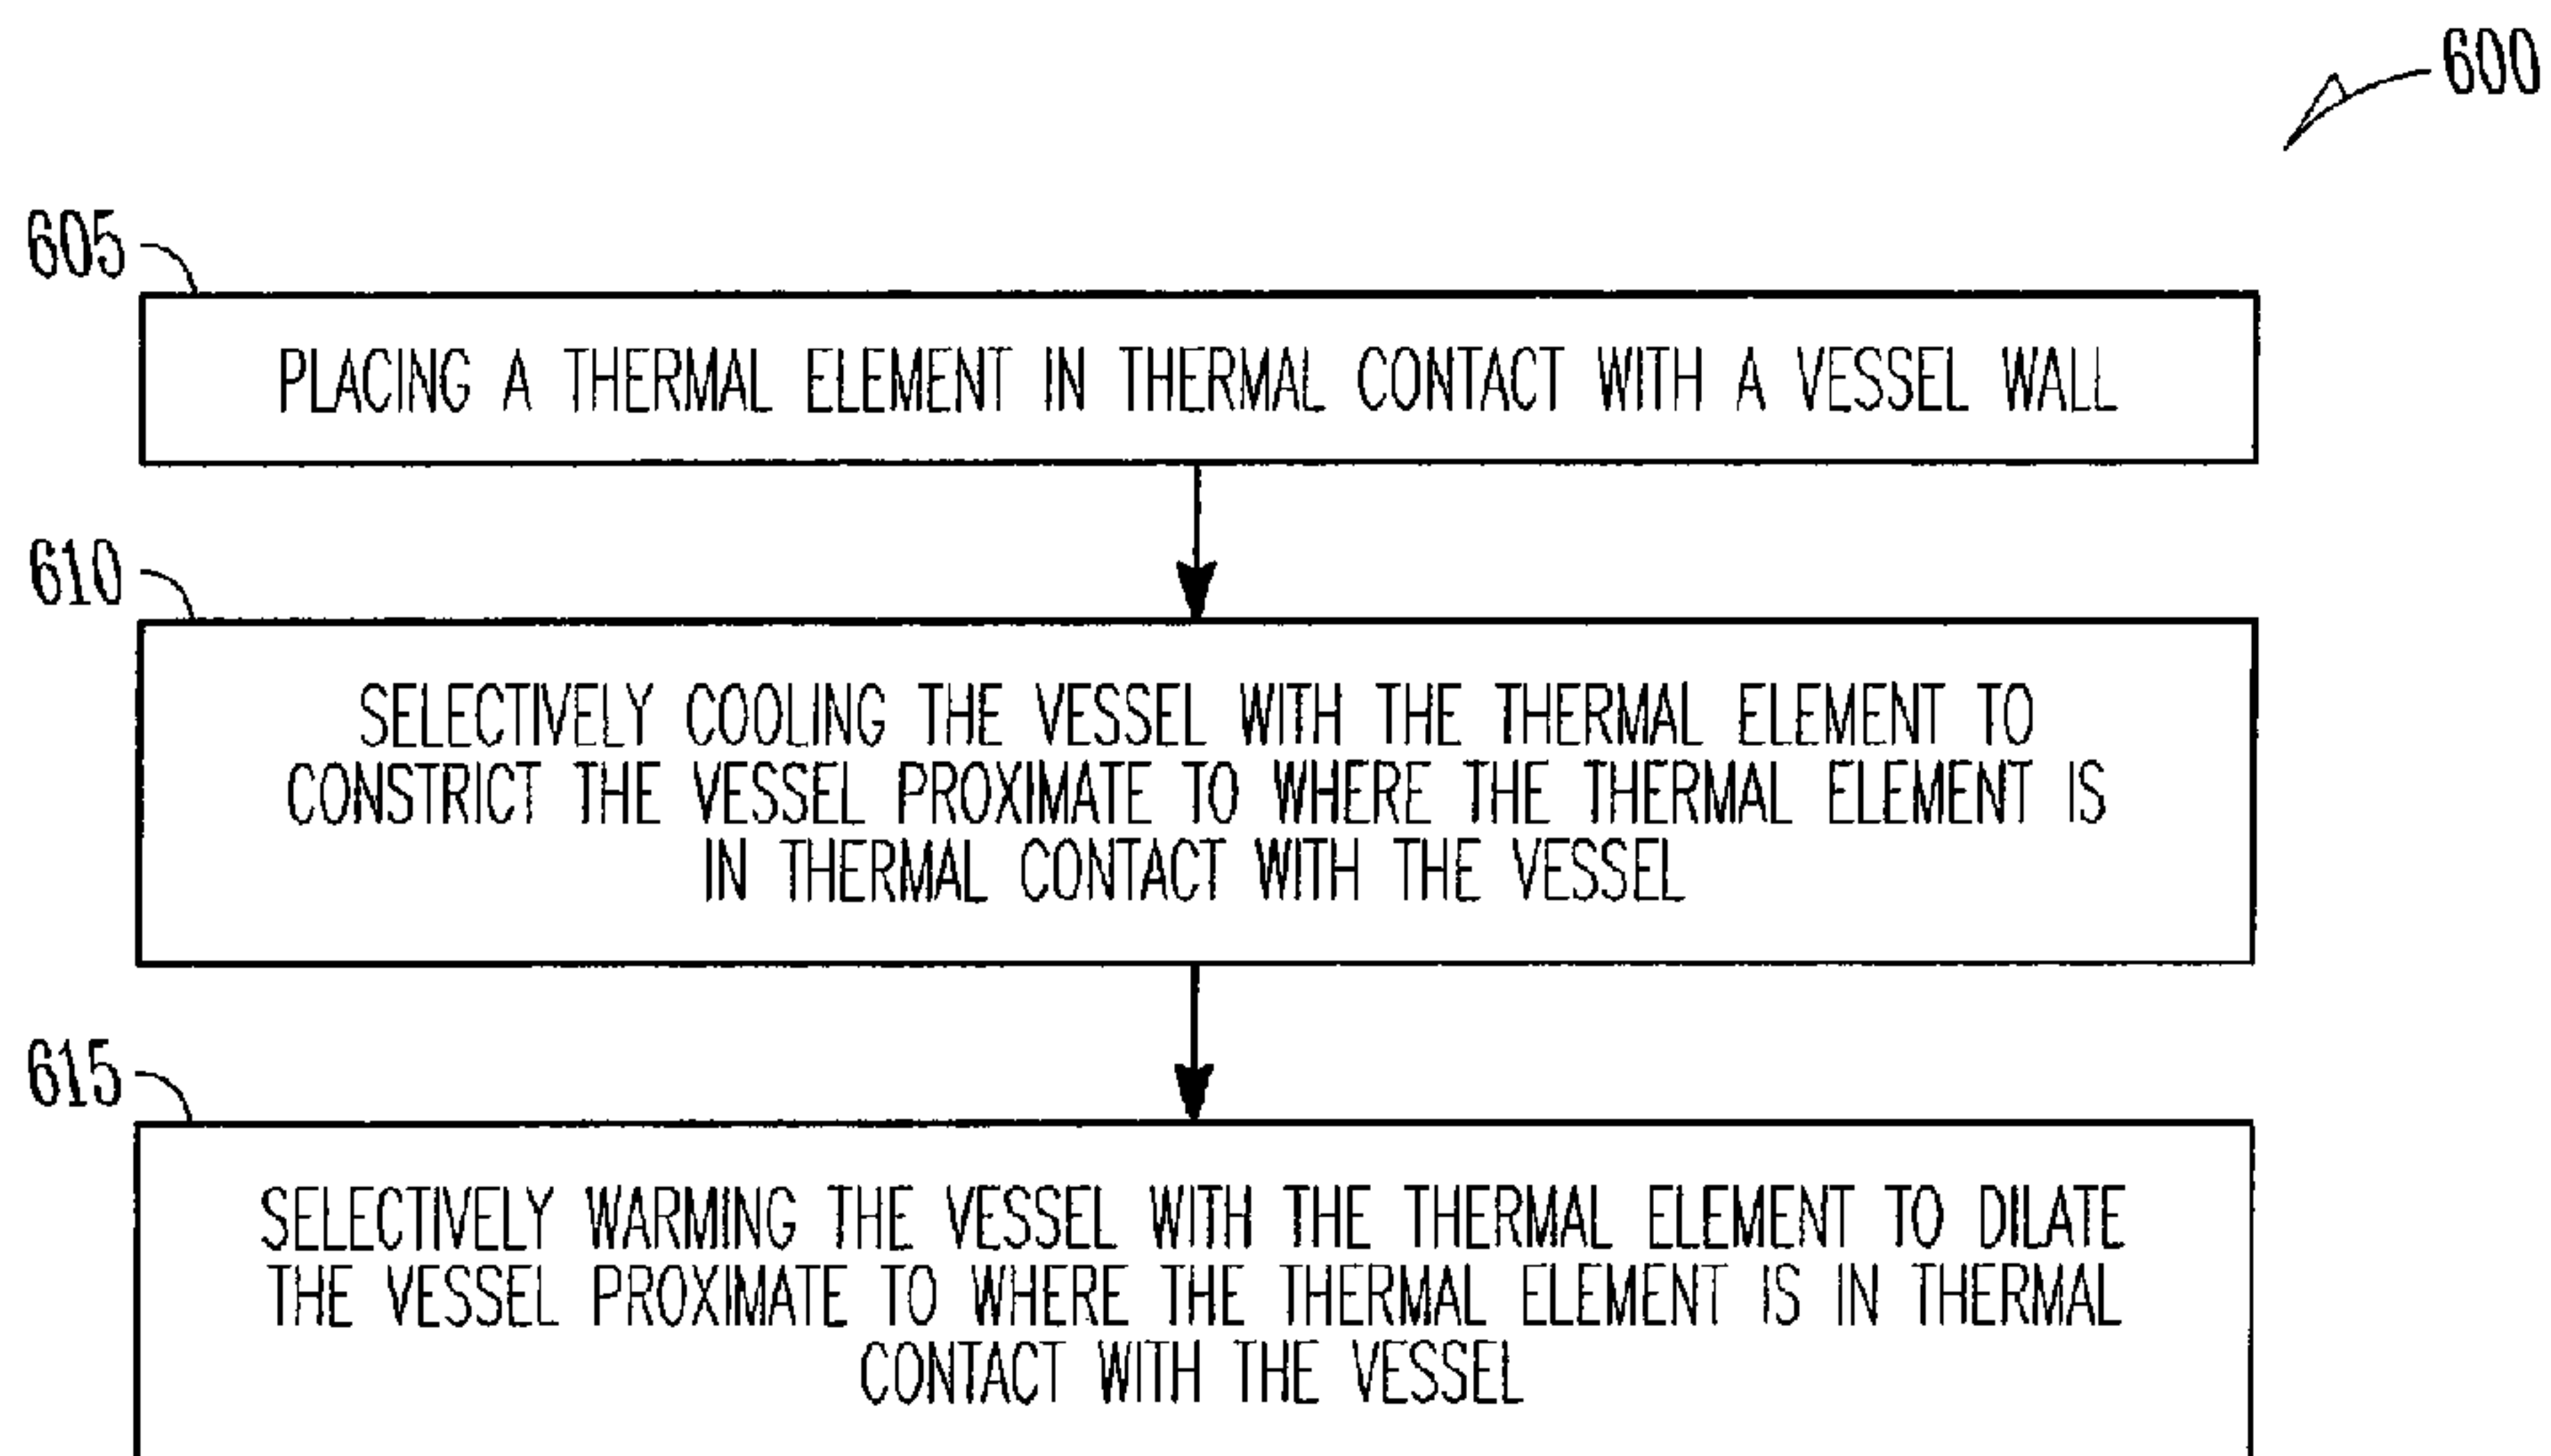 600
605
PLACING A THERMAL ELEMENT IN THERMAL CONTACT WITH A VESSEL WALL
610
SELECTIVELY COOLING THE VESSEL WITH THE THERMAL ELEMENT TO
CONSTRICT THE VESSEL PROXIMATE TO WHERE THE THERMAL ELEMENT IS
IN THERMAL CONTACT WITH THE VESSEL
615
SELECTIVELY WARMING THE VESSEL WITH THE THERMAL ELEMENT TO DILATE
THE VESSEL PROXIMATE TO WHERE THE THERMAL ELEMENT IS IN THERMAL
CONTACT WITH THE VESSEL